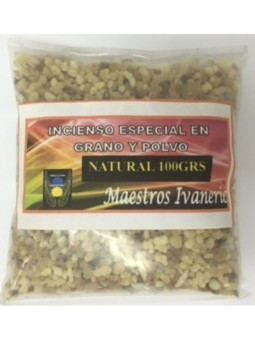 INCIENSO ESPECIAL EN
GRANO Y POLVO
NATURAL 100GRS
Maestros Ivaneric